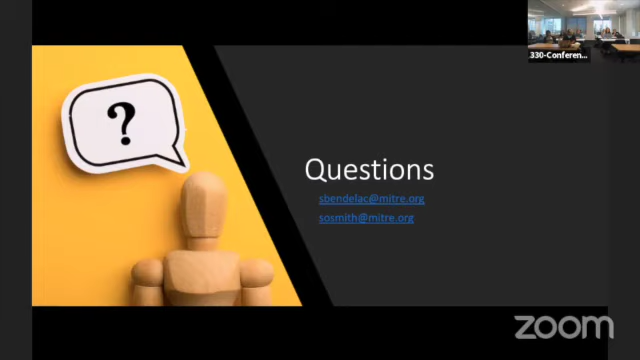 330-Conferen...
?
Questions
sbendelac@mitre.org
sosmith@mitre.org
zoom